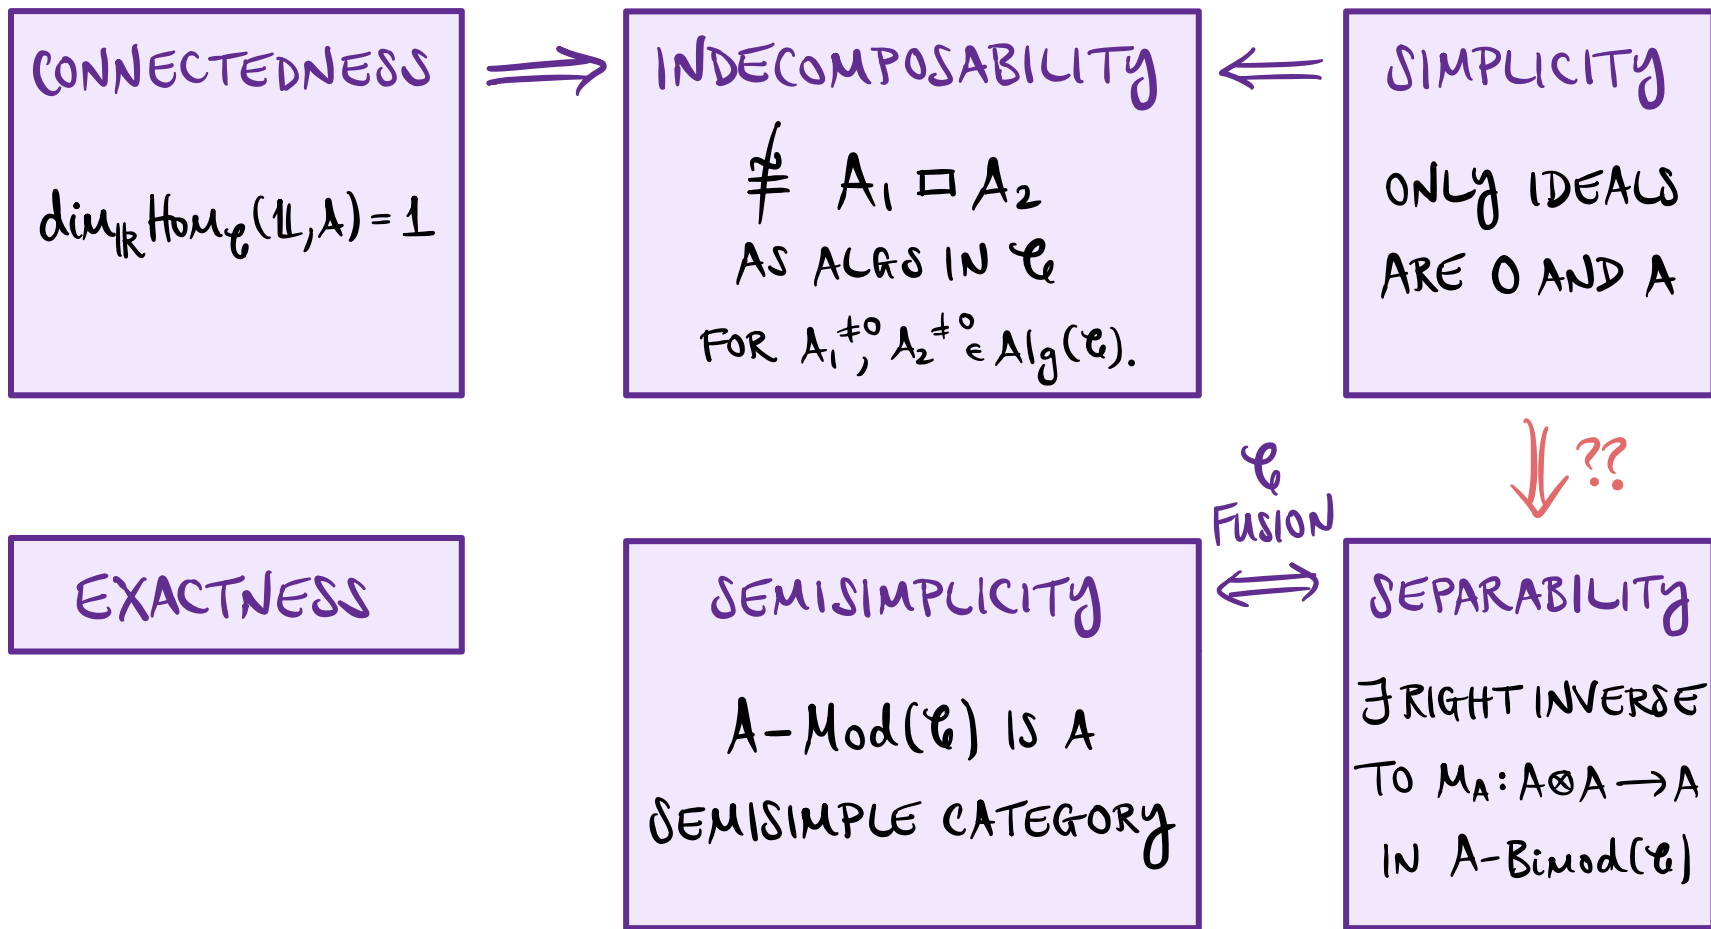 CONNECTEDNESS
dim_𝕜 Hom_𝒞(𝟙, A) = 1
INDECOMPOSABILITY
≇ A₁ □ A₂
AS ALGS IN 𝒞
FOR A₁^{≠0}, A₂^{≠0} ∈ Alg(𝒞).
SIMPLICITY
ONLY IDEALS
ARE 0 AND A
??
𝒞
FUSION
EXACTNESS
SEMISIMPLICITY
A-Mod(𝒞) IS A
SEMISIMPLE CATEGORY
SEPARABILITY
∃ RIGHT INVERSE
TO M_A : A⊗A → A
IN A-Bimod(𝒞)